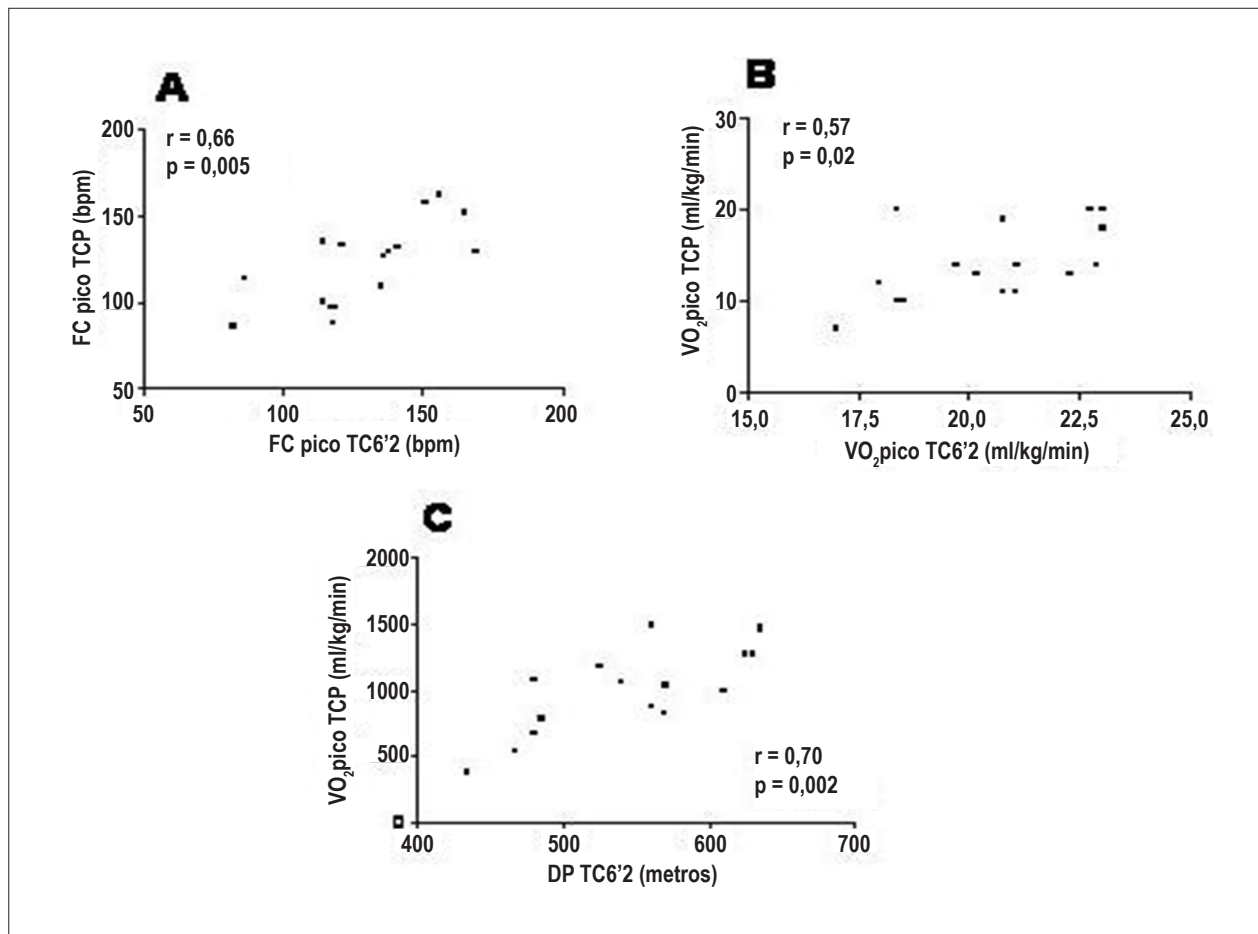 A
200
150
100
50
r = 0,66
p = 0,005
FC pico TCP (bpm)
50
100
150
200
FC pico TC6'2 (bpm)
B
30
20
10
0
r = 0,57
p = 0,02
VO₂pico TCP (ml/kg/min)
15,0
17,5
20,0
22,5
25,0
VO₂pico TC6'2 (ml/kg/min)
C
2000
1500
1000
500
0
VO₂pico TCP (ml/kg/min)
r = 0,70
p = 0,002
400
500
600
700
DP TC6'2 (metros)